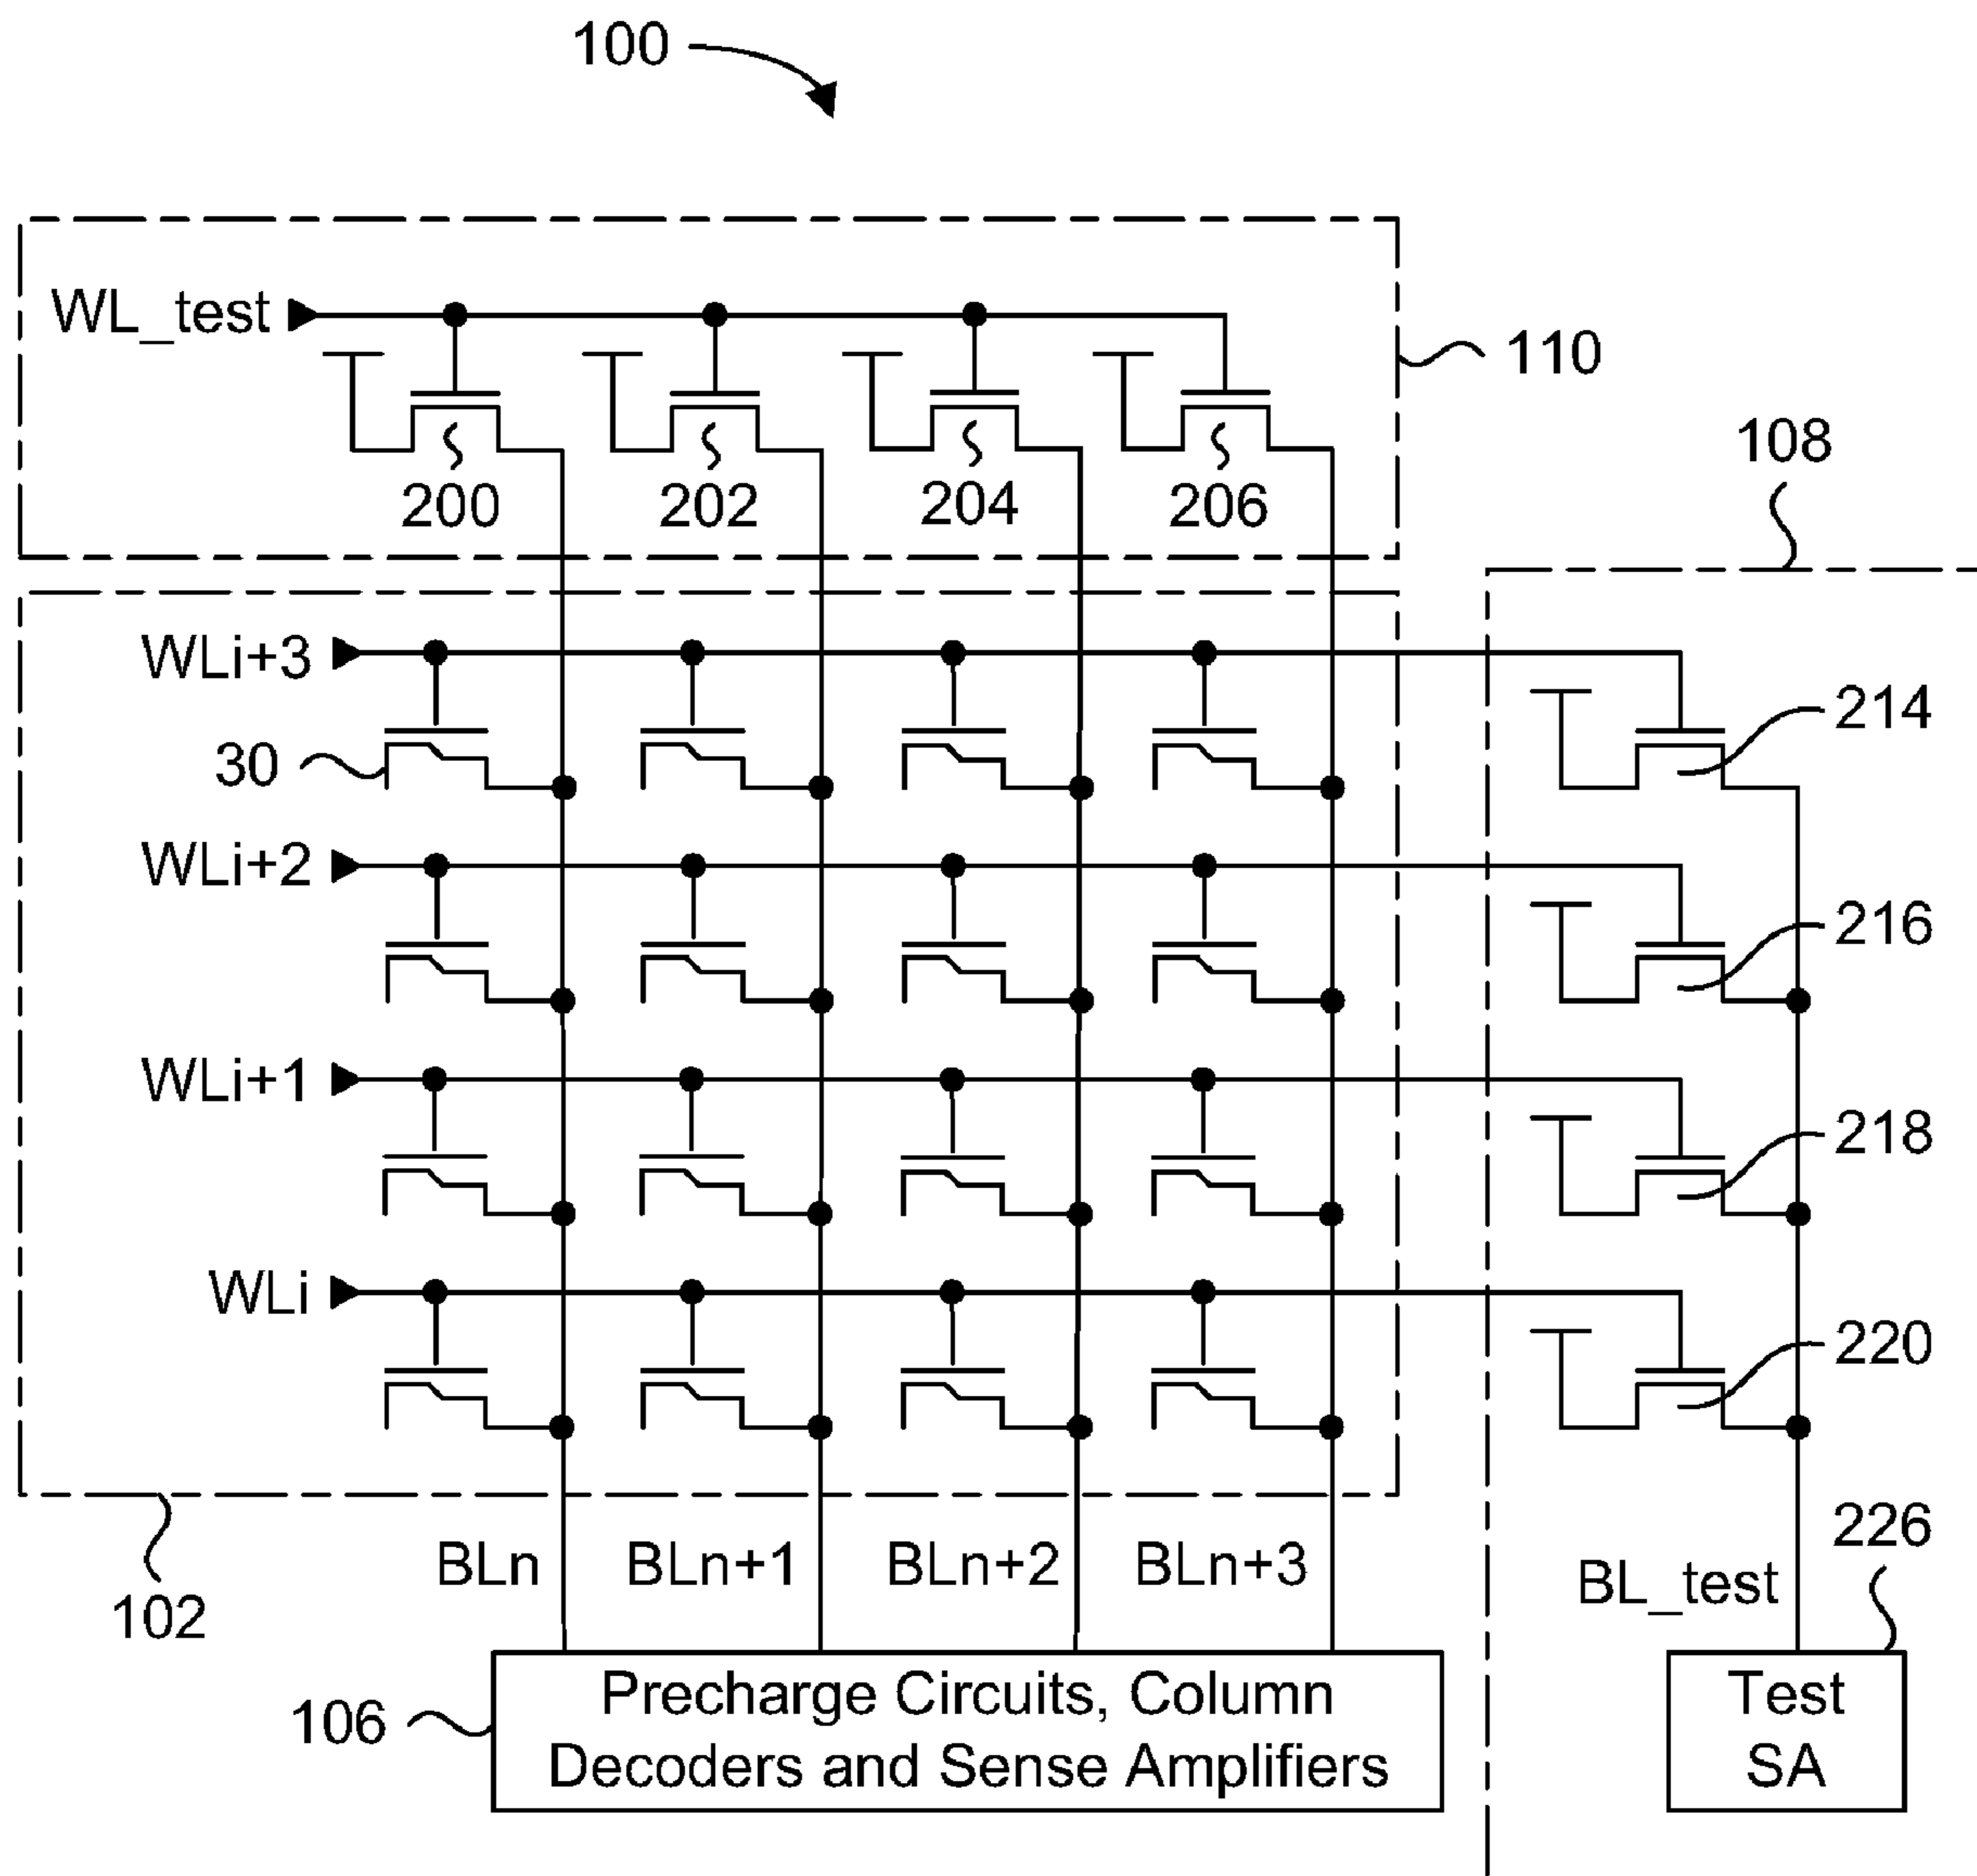 100
WL_test
110
200
202
204
206
108
WLi+3
30
214
WLi+2
216
WLi+1
218
WLi
220
102
BLn
BLn+1
BLn+2
BLn+3
BL_test
226
106
Precharge Circuits, Column
Decoders and Sense Amplifiers
Test
SA